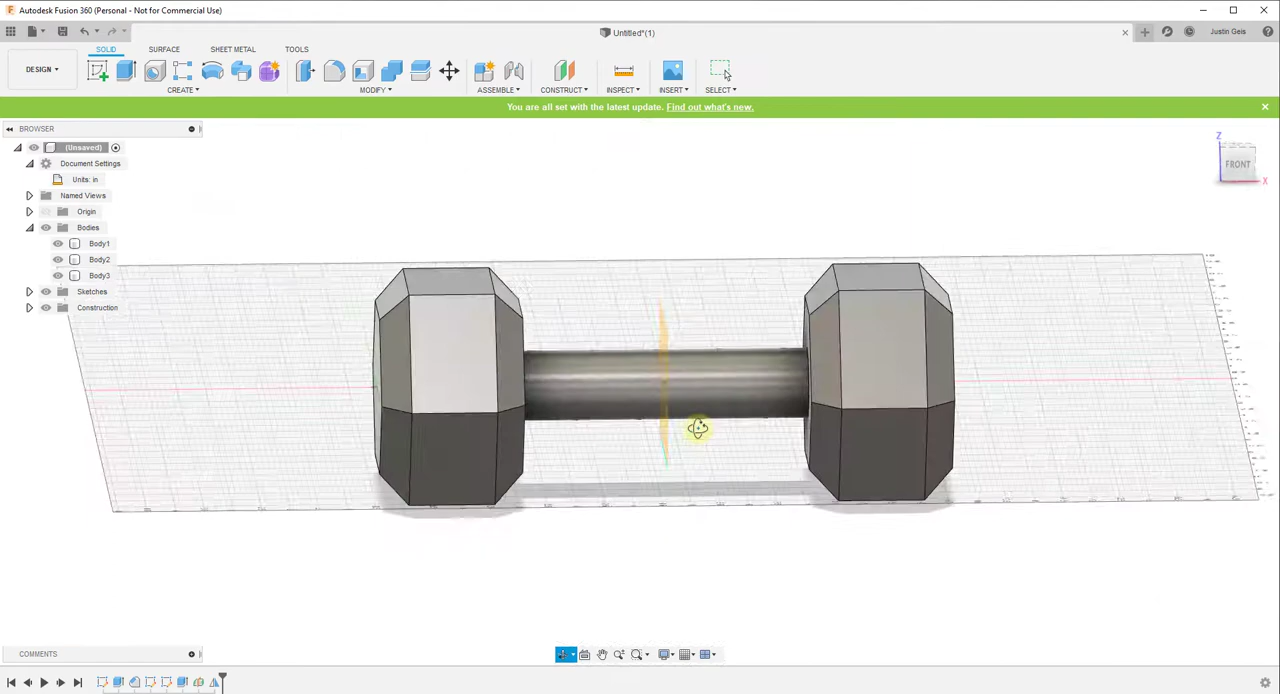 Autodesk Fusion 360 (Personal - Not for Commercial Use)
Untitled*(1)
Justin Geis
SOLID SURFACE SHEET METAL TOOLS
DESIGN
CREATE MODIFY ASSEMBLE CONSTRUCT INSPECT INSERT SELECT
You are all set with the latest update. Find out what's new.
BROWSER
(Unsaved)
Document Settings
Units: in
Named Views
Origin
Bodies
Body1
Body2
Body3
Sketches
Construction
Z
FRONT
X
COMMENTS